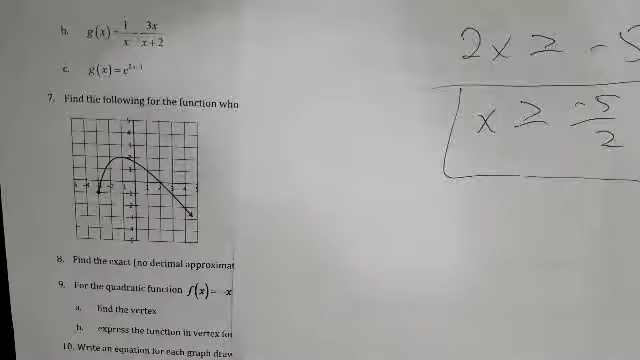 b. g(x) = 1/x - 3x/(x+2)
2x ≥ -5
c. g(x) = e
x ≥ -5/2
7. Find the following for the function who
8. Find the exact (no decimal approximat
9. For the quadratic function f(x) = -x
a. find the vertex
b. express the function in vertex for
10. Write an equation for each graph draw